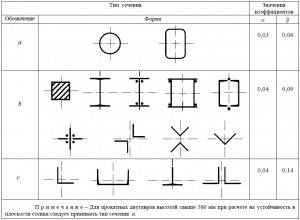 Тип сечения
Значения коэффициентов
Обозначение
Форма
α
β
a
0,03
0,06
b
0,04
0,09
c
0,04
0,14
П р и м е ч а н и е – Для прокатных двутавров высотой свыше 500 мм при расчете на устойчивость в
плоскости стенки следует принимать тип сечения a.